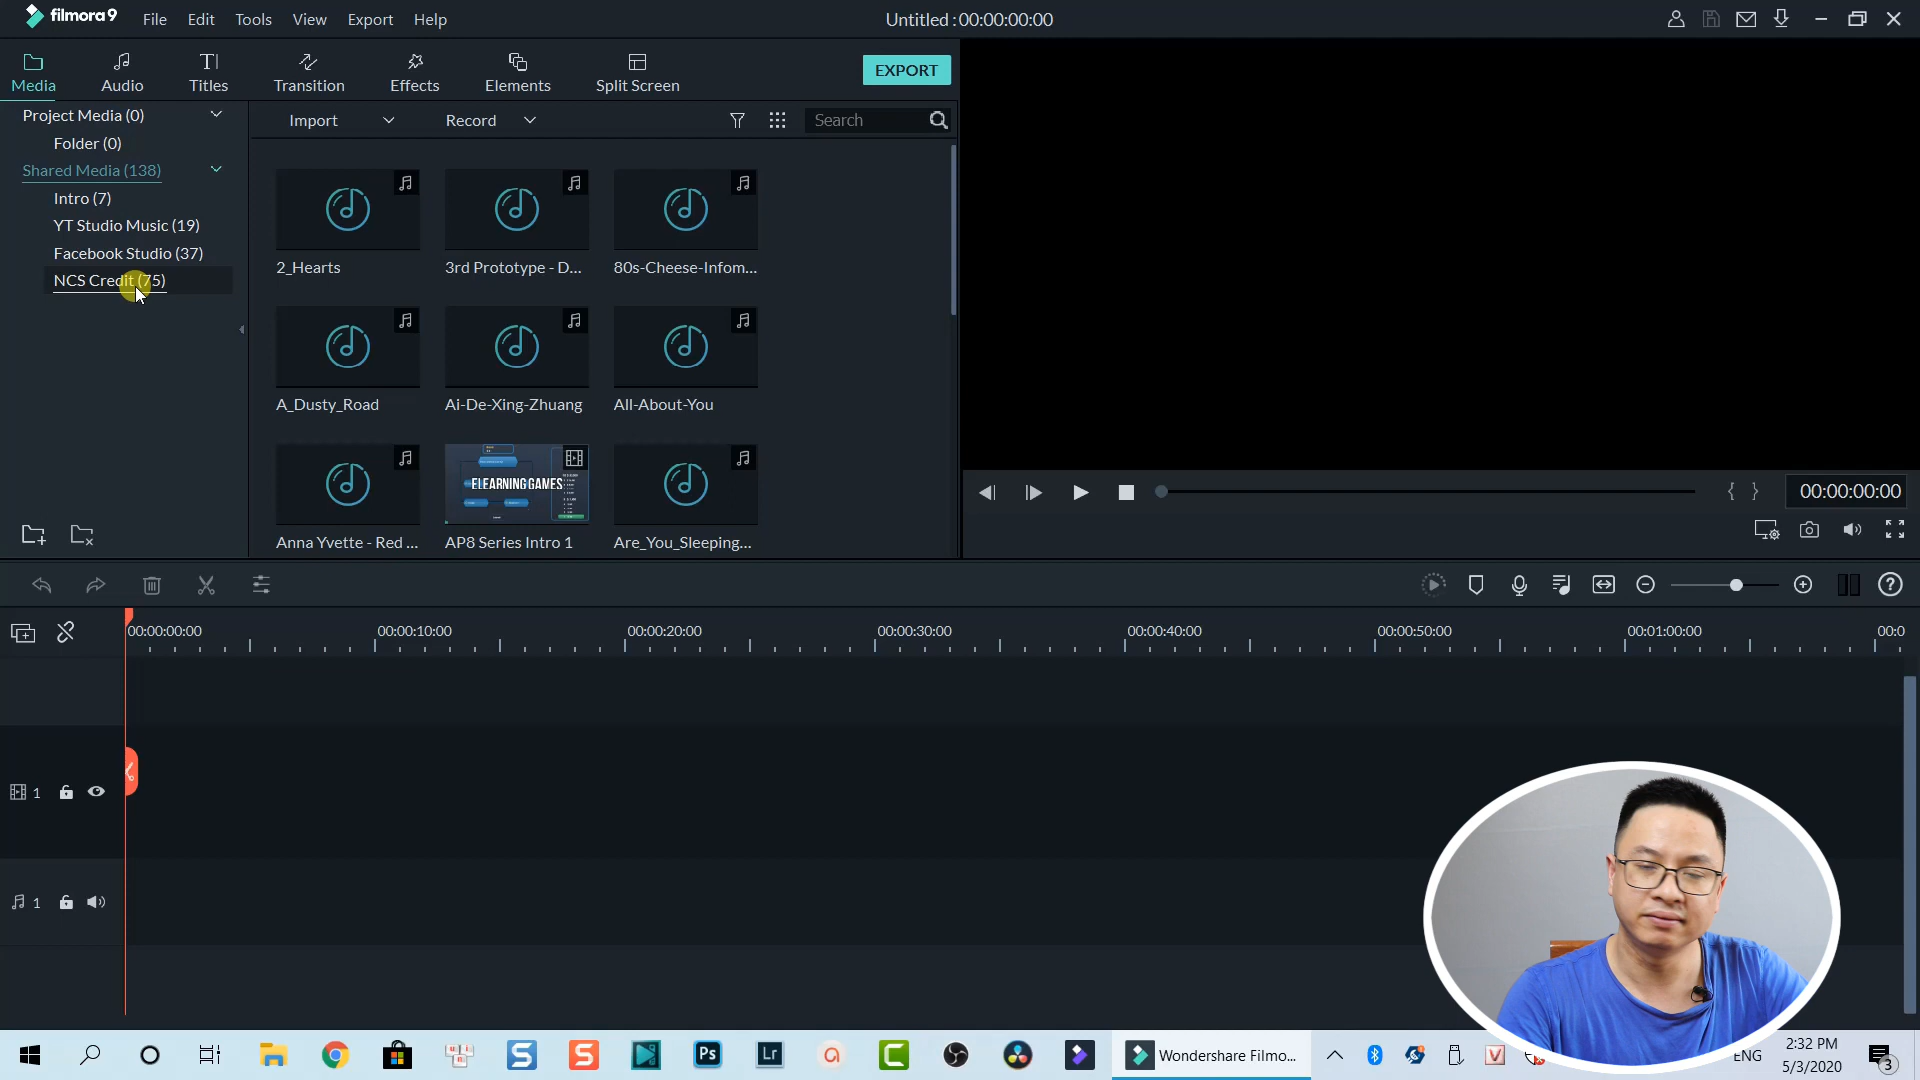 filmora9
File Edit Tools View Export Help
Untitled : 00:00:00:00
Media Audio Titles Transition Effects Elements Split Screen
EXPORT
Project Media (0)
Folder (0)
Shared Media (138)
Intro (7)
YT Studio Music (19)
Facebook Studio (37)
NCS Credit (75)
Import Record Search
2_Hearts 3rd Prototype - D... 80s-Cheese-Infom...
A_Dusty_Road Ai-De-Xing-Zhuang All-About-You
ELEARNING GAMES
Anna Yvette - Red ... AP8 Series Intro 1 Are_You_Sleeping...
{ } 00:00:00:00
00:00:00:00 00:00:10:00 00:00:20:00 00:00:30:00 00:00:40:00 00:00:50:00 00:01:00:00 00:0
1
1
S S Ps Lr C Wondershare Filmo... V ENG
2:32 PM
5/3/2020
3